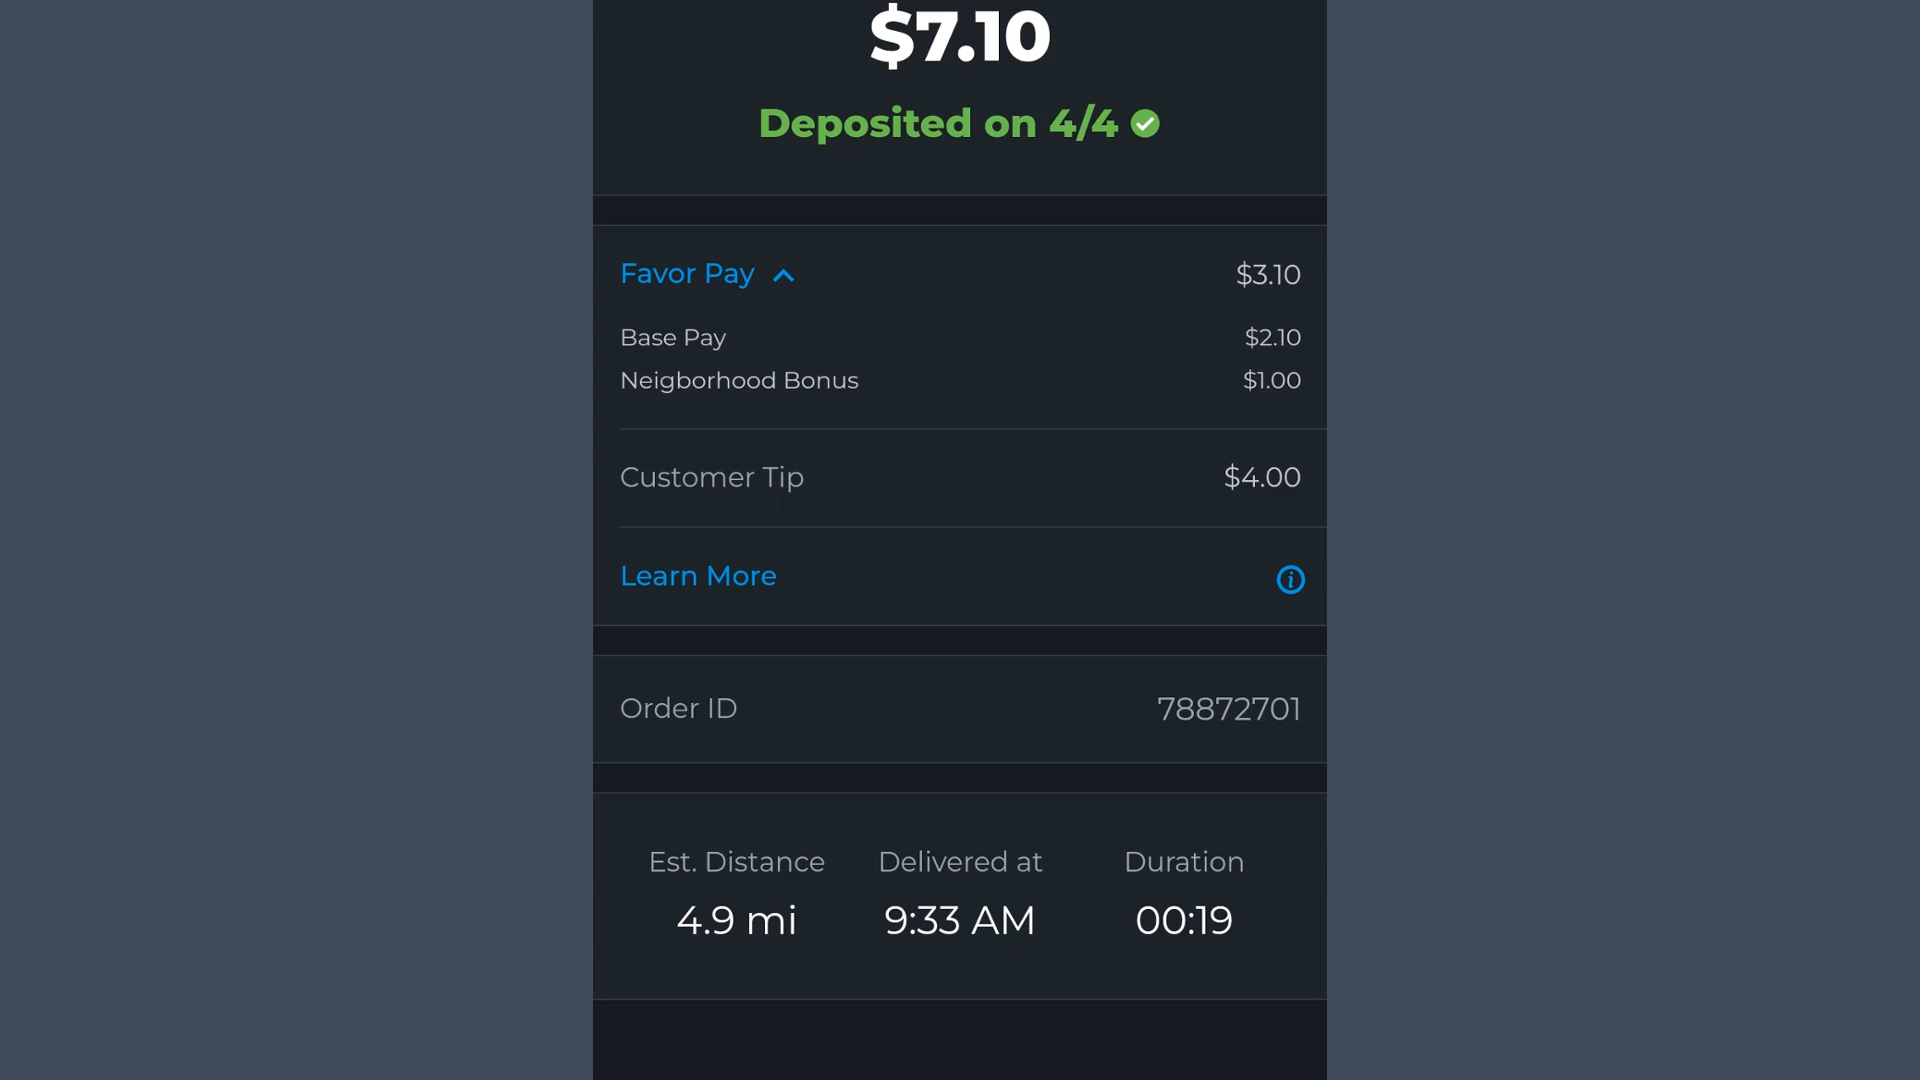 $7.10
Deposited on 4/4
Favor Pay $3.10
Base Pay $2.10
Neigborhood Bonus $1.00
Customer Tip $4.00
Learn More
Order ID 78872701
Est. Distance Delivered at Duration
4.9 mi 9:33 AM 00:19